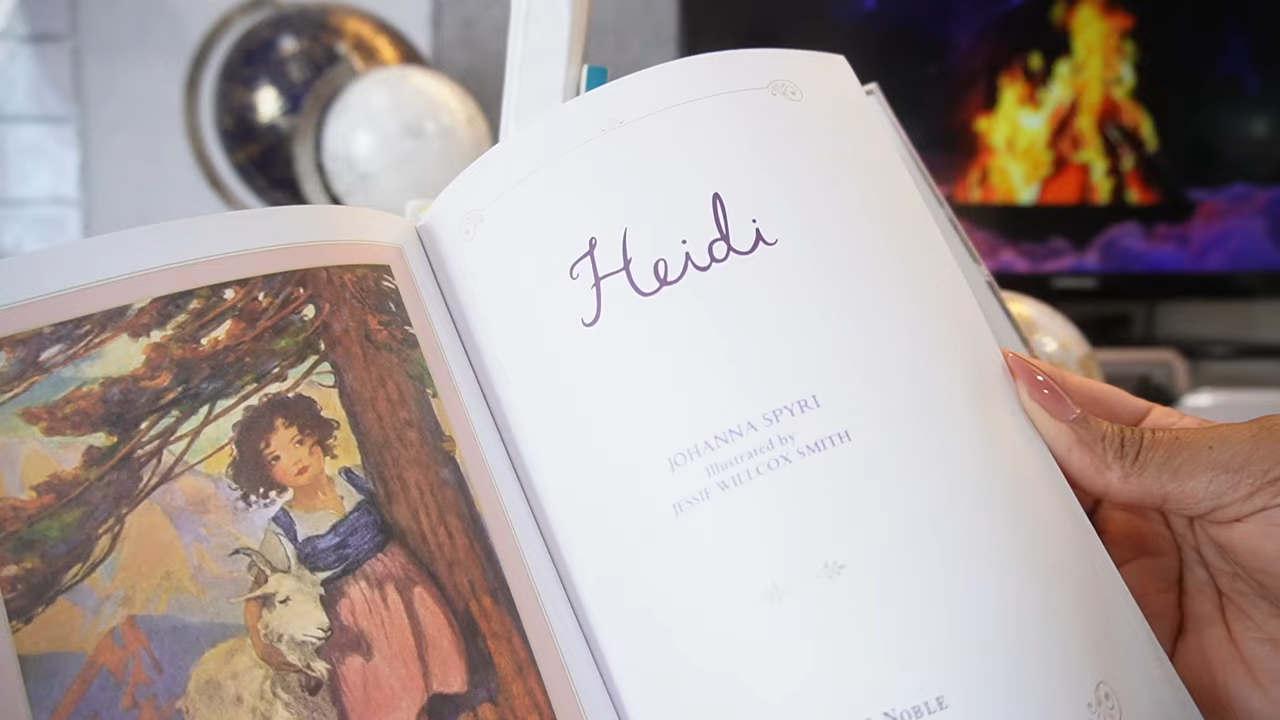 Heidi
JOHANNA SPYRI
Illustrated by
JESSIE WILLCOX SMITH
NOBLE